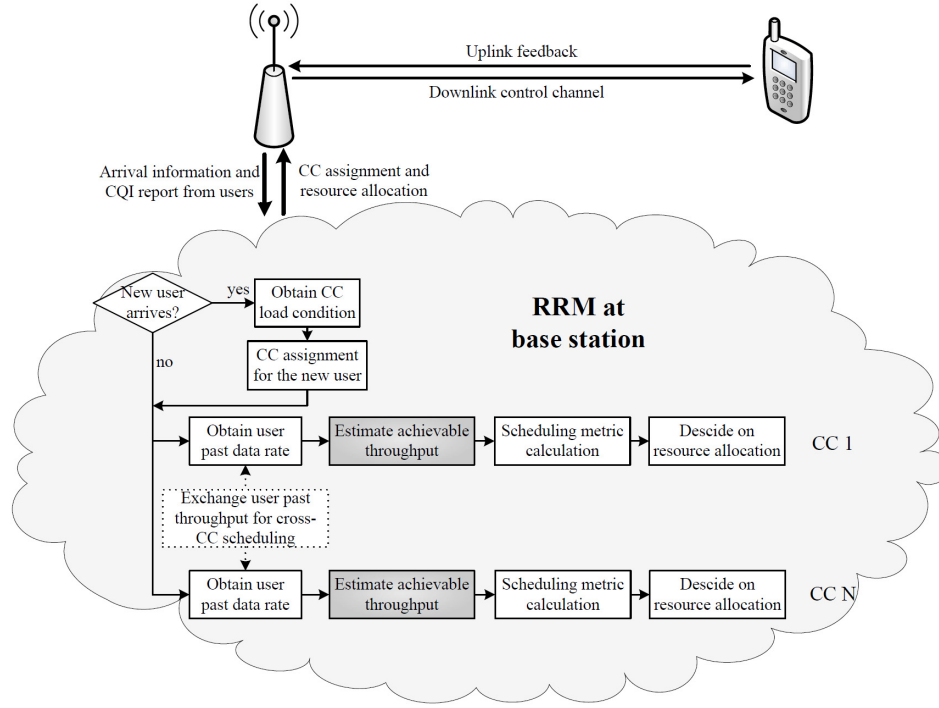 Uplink feedback
Downlink control channel
Arrival information and
CQI report from users
CC assignment and
resource allocation
New user
arrives?
yes
Obtain CC
load condition
RRM at
base station
no
CC assignment
for the new user
Obtain user
past data rate
Estimate achievable
throughput
Scheduling metric
calculation
Descide on
resource allocation
CC 1
Exchange user past
throughput for cross-
CC scheduling
Obtain user
past data rate
Estimate achievable
throughput
Scheduling metric
calculation
Descide on
resource allocation
CC N